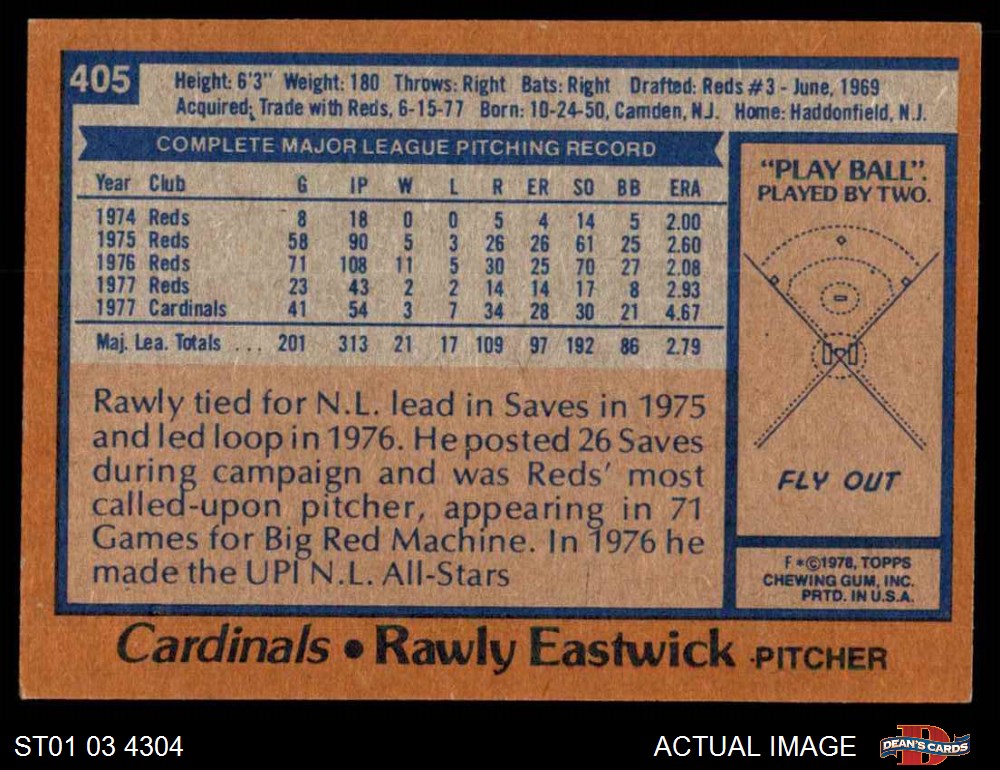 405
Height: 6'3" Weight: 180 Throws: Right Bats: Right Drafted: Reds #3 - June, 1969
Acquired: Trade with Reds, 6-15-77 Born: 10-24-50, Camden, N.J. Home: Haddonfield, N.J.
COMPLETE MAJOR LEAGUE PITCHING RECORD
Year Club G IP W L R ER SO BB ERA
1974 Reds 8 18 0 0 5 4 14 5 2.00
1975 Reds 58 90 5 3 26 26 61 25 2.60
1976 Reds 71 108 11 5 30 25 70 27 2.08
1977 Reds 23 43 2 2 14 14 17 8 2.93
1977 Cardinals 41 54 3 7 34 28 30 21 4.67
Maj. Lea. Totals ... 201 313 21 17 109 97 192 86 2.79
Rawly tied for N.L. lead in Saves in 1975
and led loop in 1976. He posted 26 Saves
during campaign and was Reds' most
called-upon pitcher, appearing in 71
Games for Big Red Machine. In 1976 he
made the UPI N.L. All-Stars
"PLAY BALL".
PLAYED BY TWO.
FLY OUT
F*©1978, TOPPS
CHEWING GUM, INC.
PRTD. IN U.S.A.
Cardinals • Rawly Eastwick PITCHER
ST01 03 4304
ACTUAL IMAGE
DEAN'S CARDS